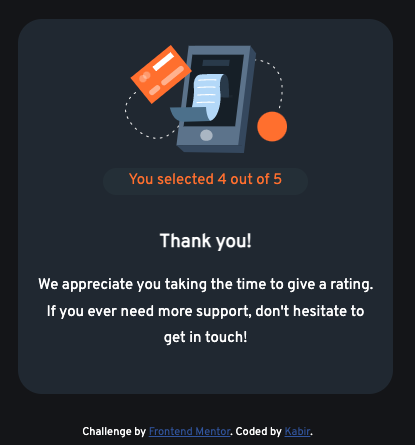 You selected 4 out of 5
Thank you!
We appreciate you taking the time to give a rating.
If you ever need more support, don't hesitate to
get in touch!
Challenge by Frontend Mentor. Coded by Kabir.